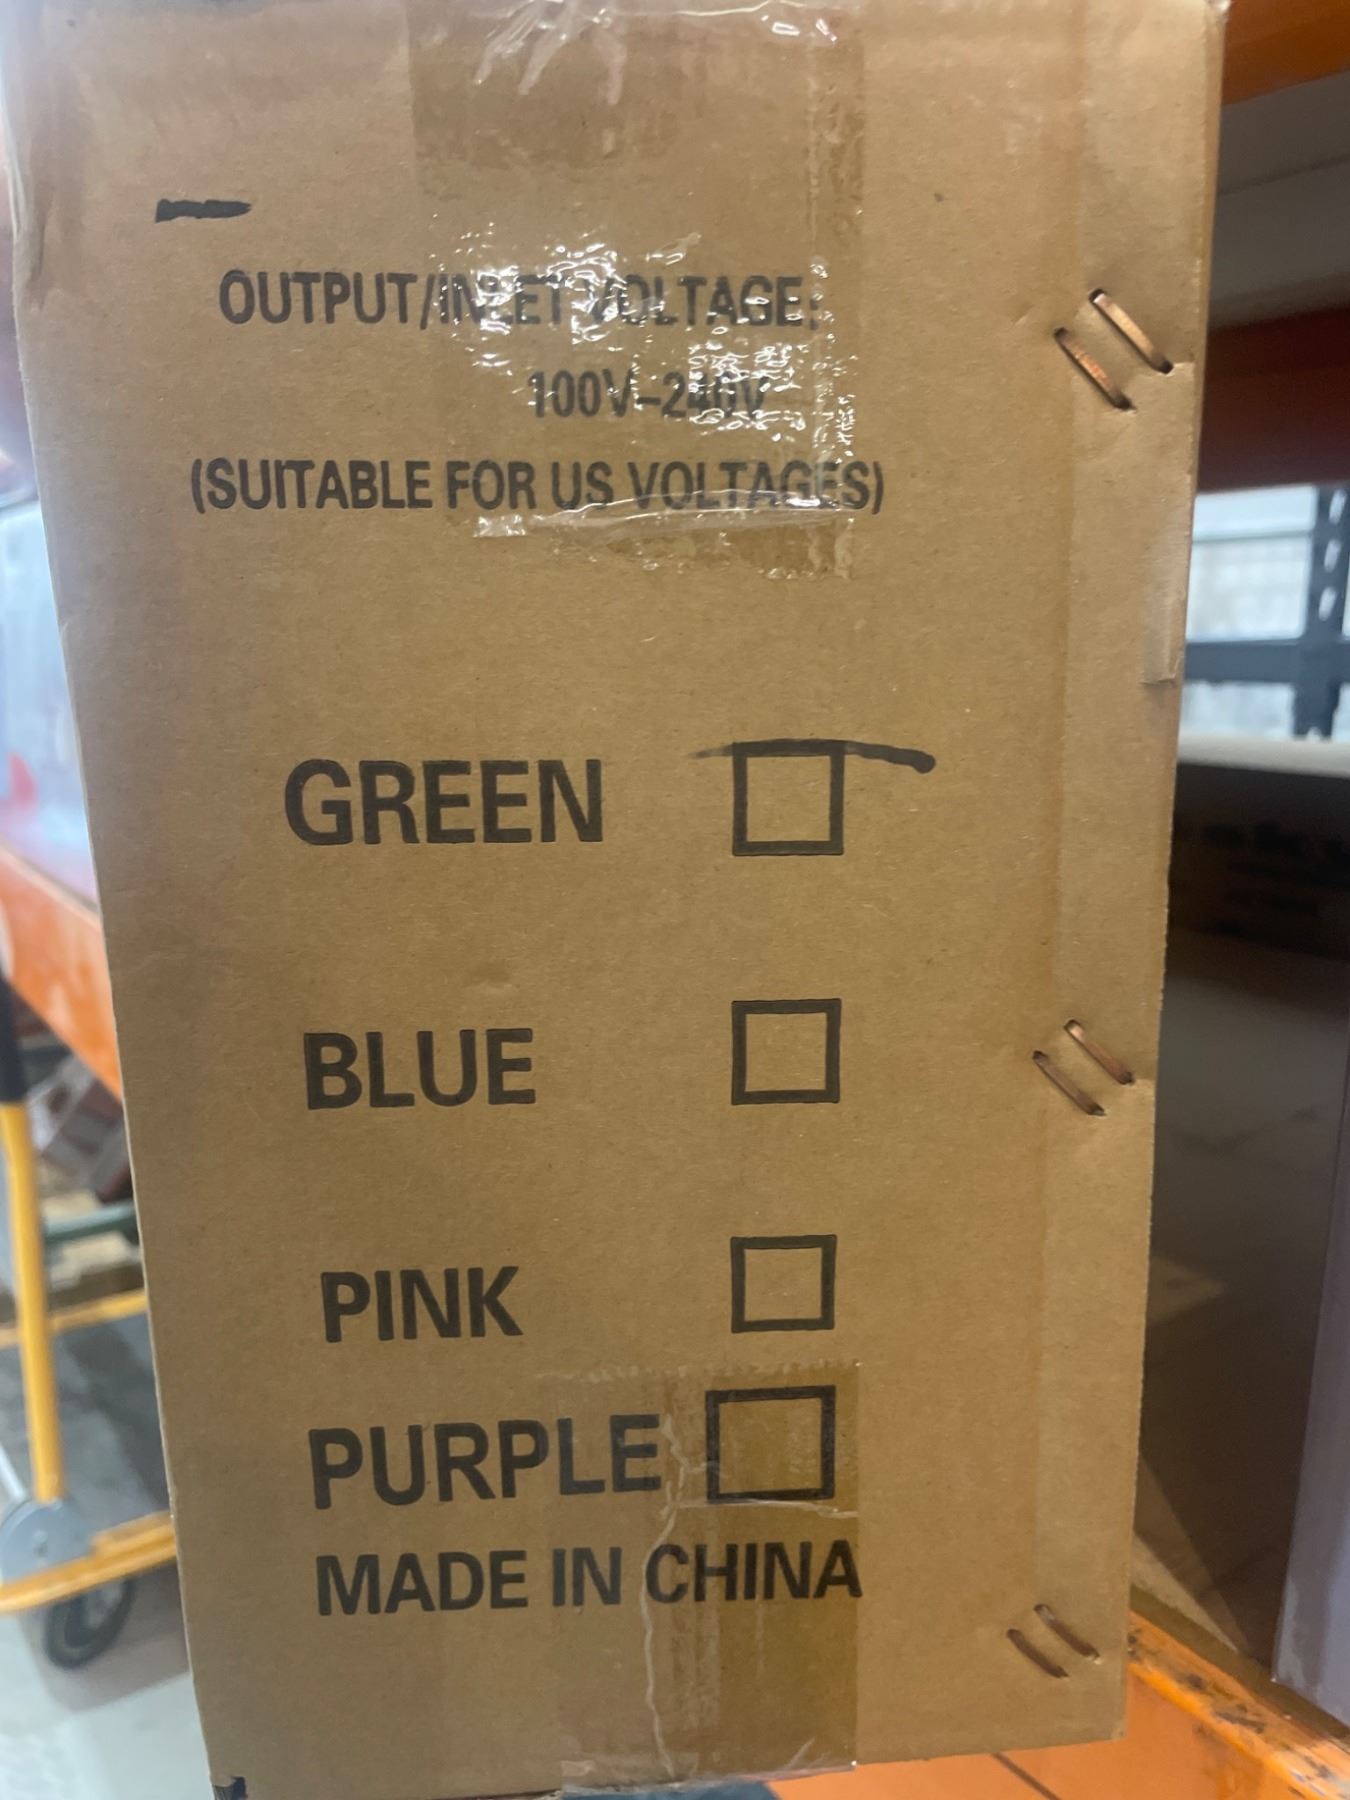 OUTPUT/INLET VOLTAGE:
100V-240V
(SUITABLE FOR US VOLTAGES)
GREEN
BLUE
PINK
PURPLE
MADE IN CHINA